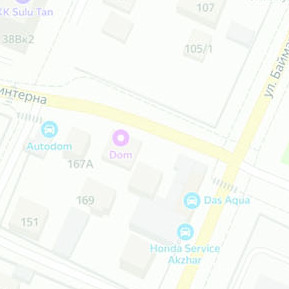 ЖК Sulu Tan
107
38Вк2
105/1
ул. Байма
интерна
Autodom
Dom
167А
169
Das Aqua
151
Honda Service
Akzhar